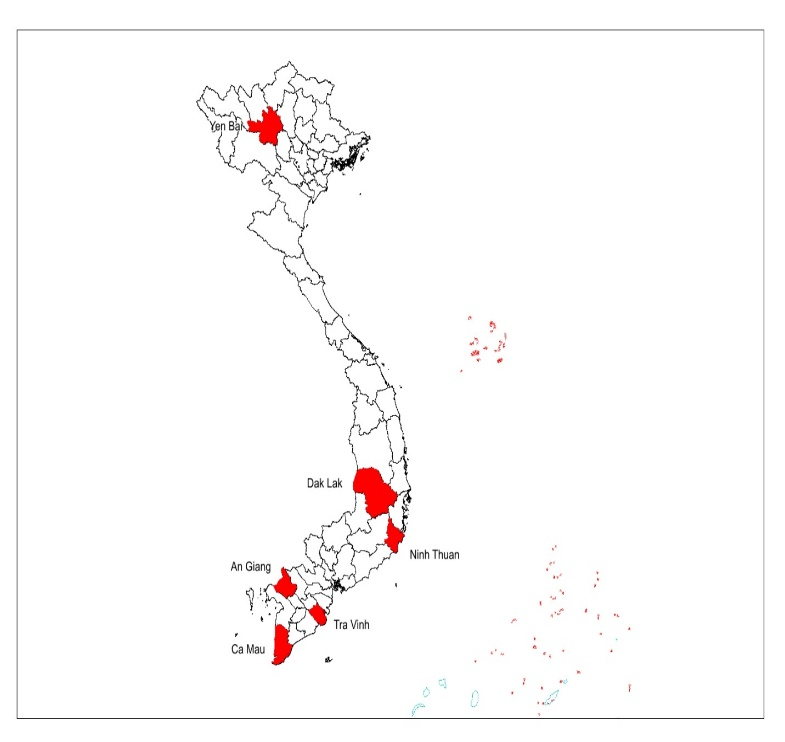 Yen Bai
Dak Lak
Ninh Thuan
An Giang
Tra Vinh
Ca Mau